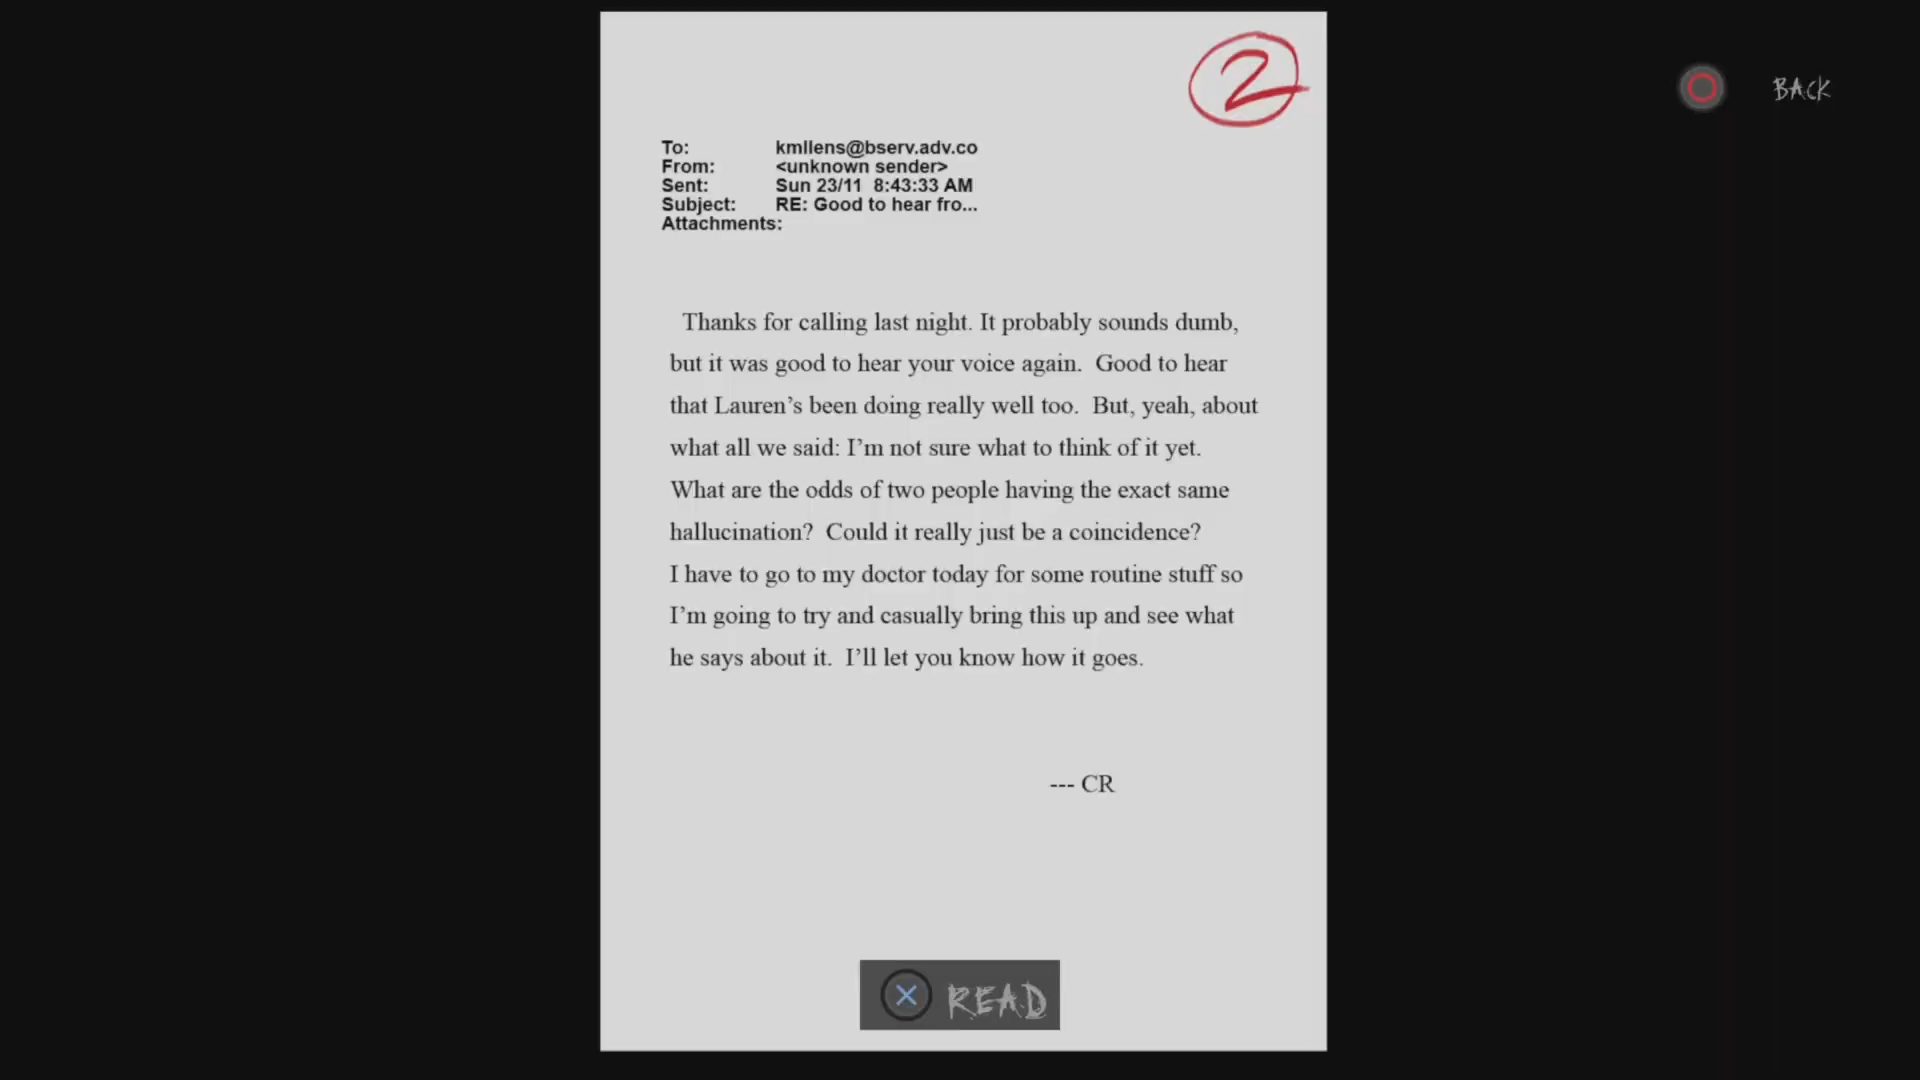 2
BACK
To: kmllens@bserv.adv.co
From: <unknown sender>
Sent: Sun 23/11 8:43:33 AM
Subject: RE: Good to hear fro...
Attachments:
Thanks for calling last night. It probably sounds dumb,
but it was good to hear your voice again. Good to hear
that Lauren’s been doing really well too. But, yeah, about
what all we said: I’m not sure what to think of it yet.
What are the odds of two people having the exact same
hallucination? Could it really just be a coincidence?
I have to go to my doctor today for some routine stuff so
I’m going to try and casually bring this up and see what
he says about it. I’ll let you know how it goes.
--- CR
READ